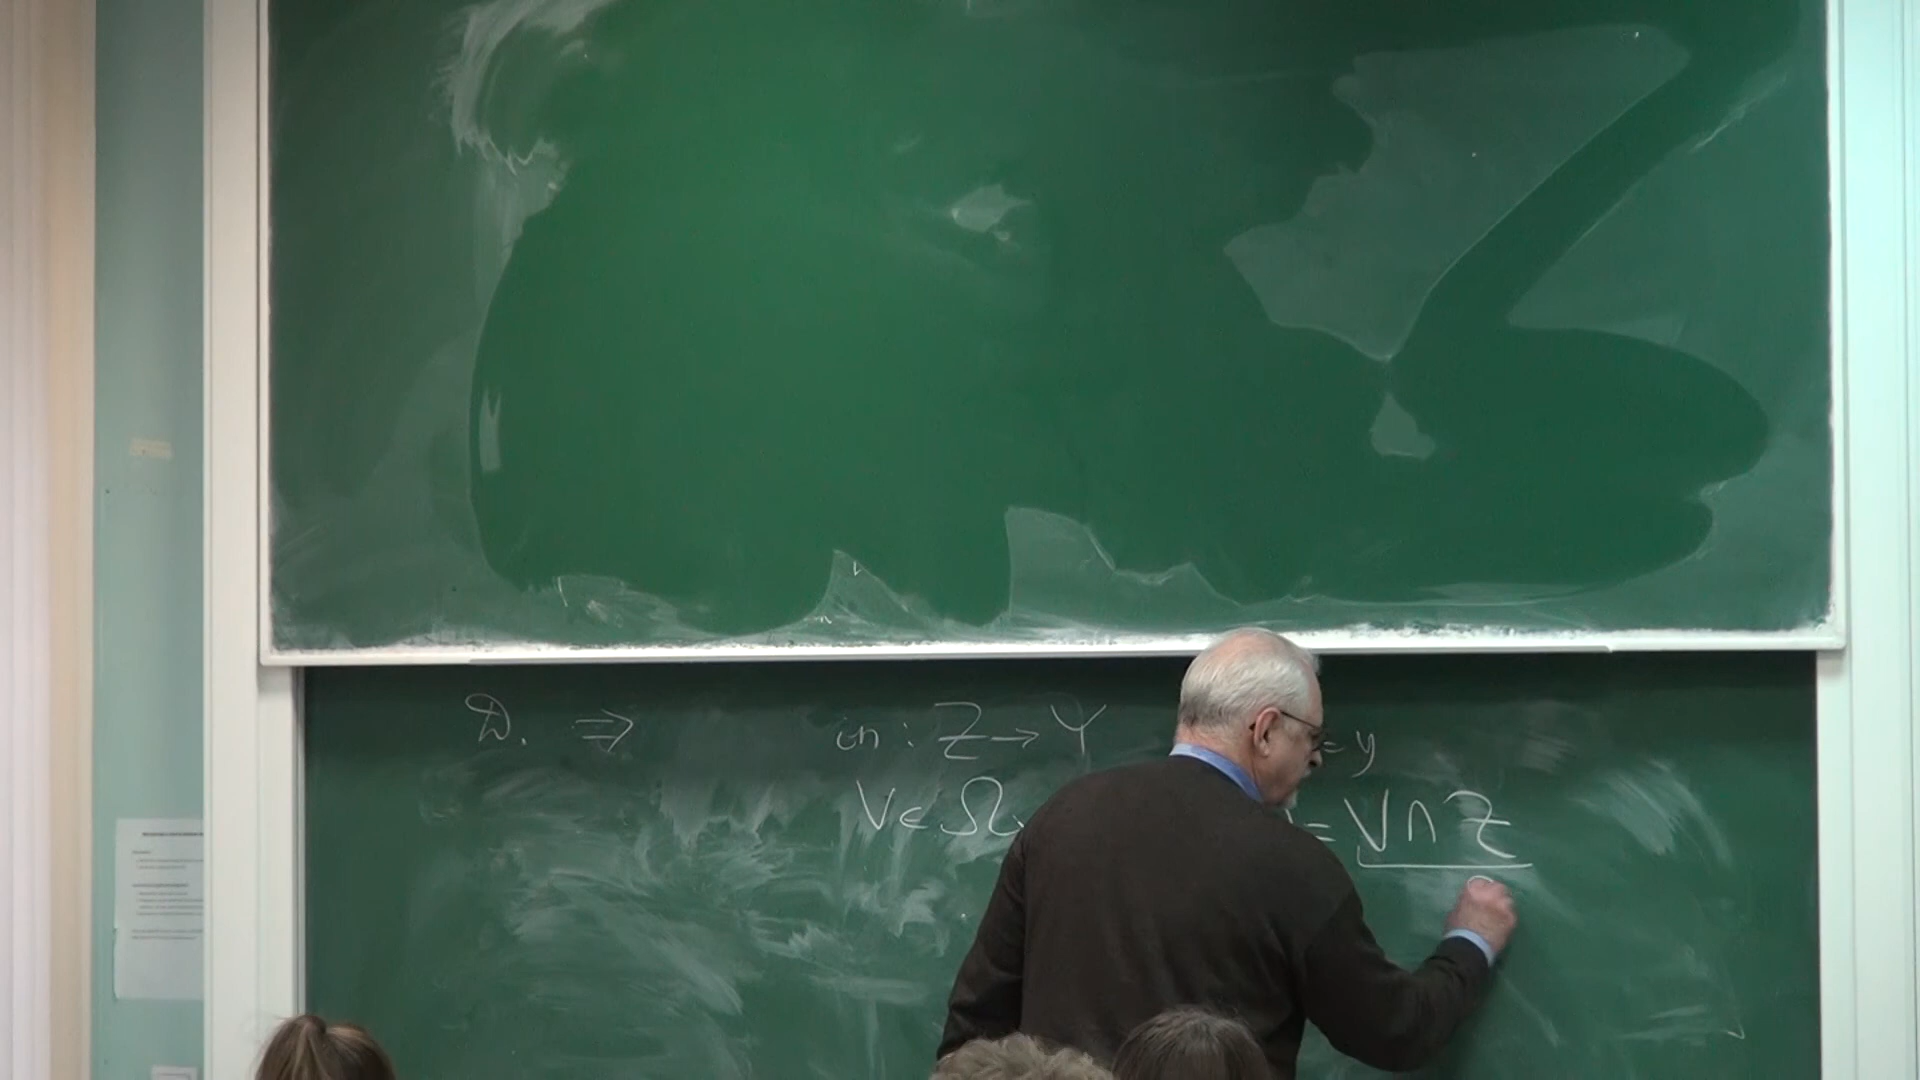 D. ⇒ in : Z → Y = y
V ∈ Ω = V ∩ Z